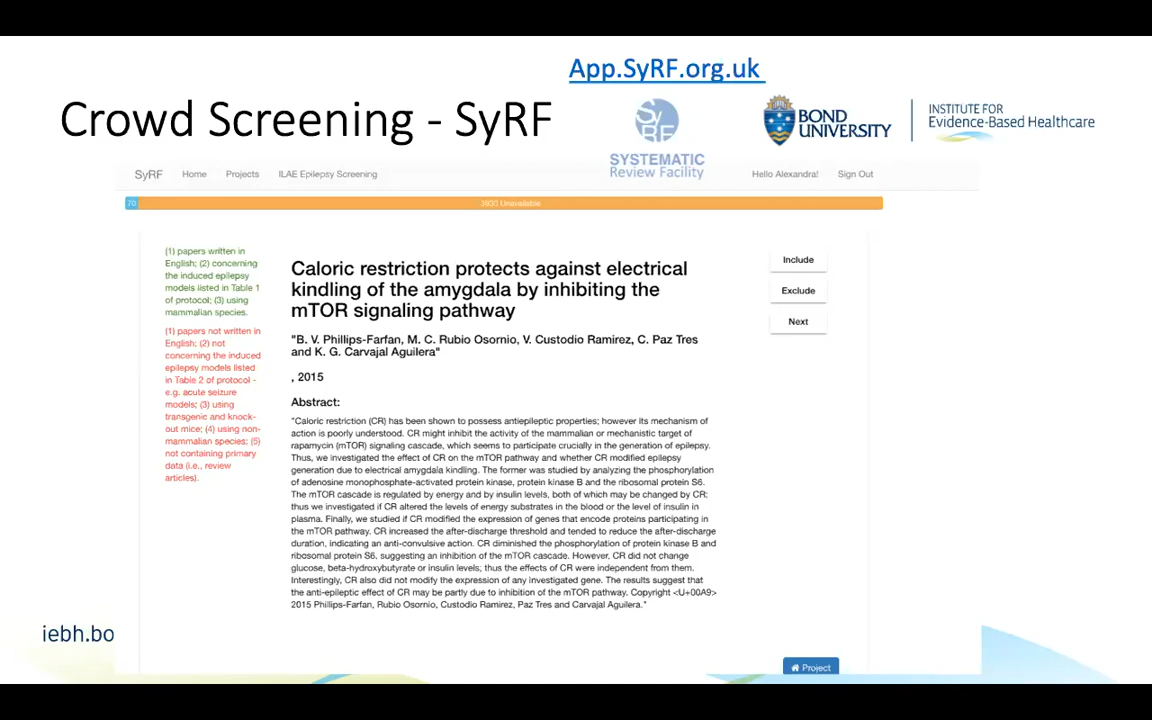 App.SyRF.org.uk
Crowd Screening - SyRF
SyRF
SYSTEMATIC
Review Facility
BOND
UNIVERSITY
INSTITUTE FOR
Evidence-Based Healthcare
SyRF Home Projects ILAE Epilepsy Screening Hello Alexandra! Sign Out
70 3930 Unavailable
(1) papers written in
English; (2) concerning
the induced epilepsy
models listed in Table 1
of protocol; (3) using
mammalian species.
(1) papers not written in
English; (2) not
concerning the induced
epilepsy models listed
in Table 2 of protocol -
e.g. acute seizure
models; (3) using
transgenic and knock-
out mice; (4) using non-
mammalian species; (5)
not containing primary
data (i.e., review
articles).
Caloric restriction protects against electrical
kindling of the amygdala by inhibiting the
mTOR signaling pathway
"B. V. Phillips-Farfan, M. C. Rubio Osornio, V. Custodio Ramirez, C. Paz Tres
and K. G. Carvajal Aguilera"
, 2015
Abstract:
"Caloric restriction (CR) has been shown to possess antiepileptic properties; however its mechanism of
action is poorly understood. CR might inhibit the activity of the mammalian or mechanistic target of
rapamycin (mTOR) signaling cascade, which seems to participate crucially in the generation of epilepsy.
Thus, we investigated the effect of CR on the mTOR pathway and whether CR modified epilepsy
generation due to electrical amygdala kindling. The former was studied by analyzing the phosphorylation
of adenosine monophosphate-activated protein kinase, protein kinase B and the ribosomal protein S6.
The mTOR cascade is regulated by energy and by insulin levels, both of which may be changed by CR;
thus we investigated if CR altered the levels of energy substrates in the blood or the level of insulin in
plasma. Finally, we studied if CR modified the expression of genes that encode proteins participating in
the mTOR pathway. CR increased the after-discharge threshold and tended to reduce the after-discharge
duration, indicating an anti-convulsive action. CR diminished the phosphorylation of protein kinase B and
ribosomal protein S6, suggesting an inhibition of the mTOR cascade. However, CR did not change
glucose, beta-hydroxybutyrate or insulin levels; thus the effects of CR were independent from them.
Interestingly, CR also did not modify the expression of any investigated gene. The results suggest that
the anti-epileptic effect of CR may be partly due to inhibition of the mTOR pathway. Copyright <U+00A9>
2015 Phillips-Farfan, Rubio Osornio, Custodio Ramirez, Paz Tres and Carvajal Aguilera."
Include
Exclude
Next
iebh.bo
Project